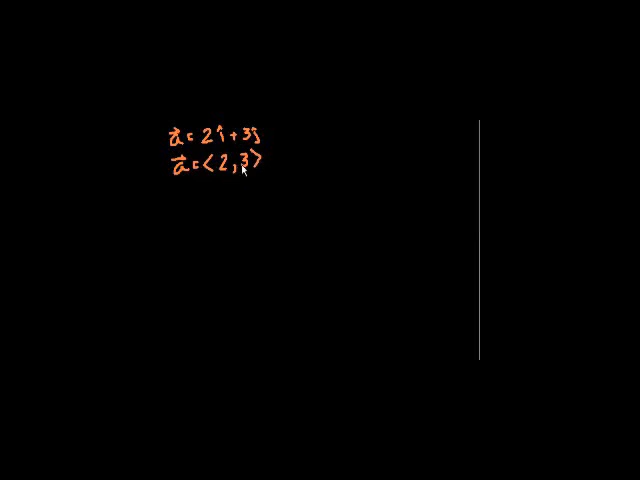 a⃗ = 2î + 3ĵ
a⃗ = <2, 3>